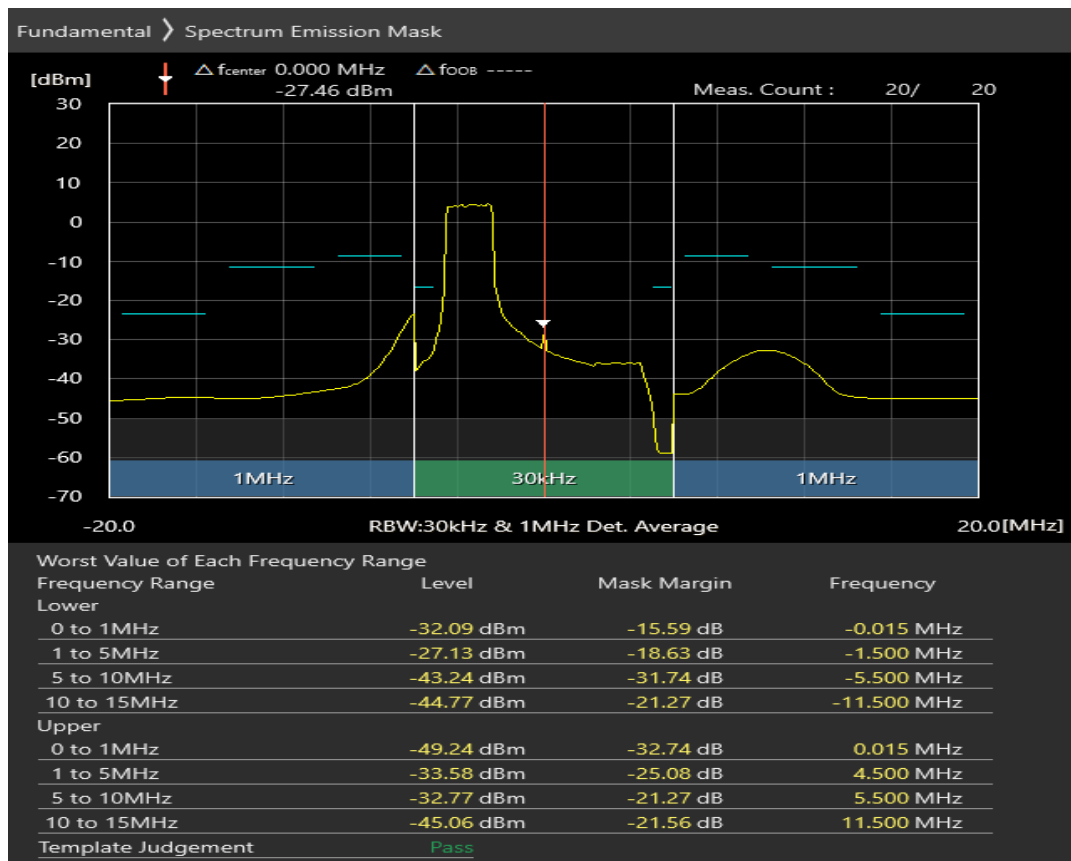 Fundamental ❯ Spectrum Emission Mask
[dBm] △ fcenter 0.000 MHz △ fOOB -----
-27.46 dBm Meas. Count : 20/ 20
30
20
10
0
-10
-20
-30
-40
-50
-60
-70
1MHz 30kHz 1MHz
-20.0 RBW:30kHz & 1MHz Det. Average 20.0[MHz]
Worst Value of Each Frequency Range
Frequency Range Level Mask Margin Frequency
Lower
0 to 1MHz -32.09 dBm -15.59 dB -0.015 MHz
1 to 5MHz -27.13 dBm -18.63 dB -1.500 MHz
5 to 10MHz -43.24 dBm -31.74 dB -5.500 MHz
10 to 15MHz -44.77 dBm -21.27 dB -11.500 MHz
Upper
0 to 1MHz -49.24 dBm -32.74 dB 0.015 MHz
1 to 5MHz -33.58 dBm -25.08 dB 4.500 MHz
5 to 10MHz -32.77 dBm -21.27 dB 5.500 MHz
10 to 15MHz -45.06 dBm -21.56 dB 11.500 MHz
Template Judgement Pass